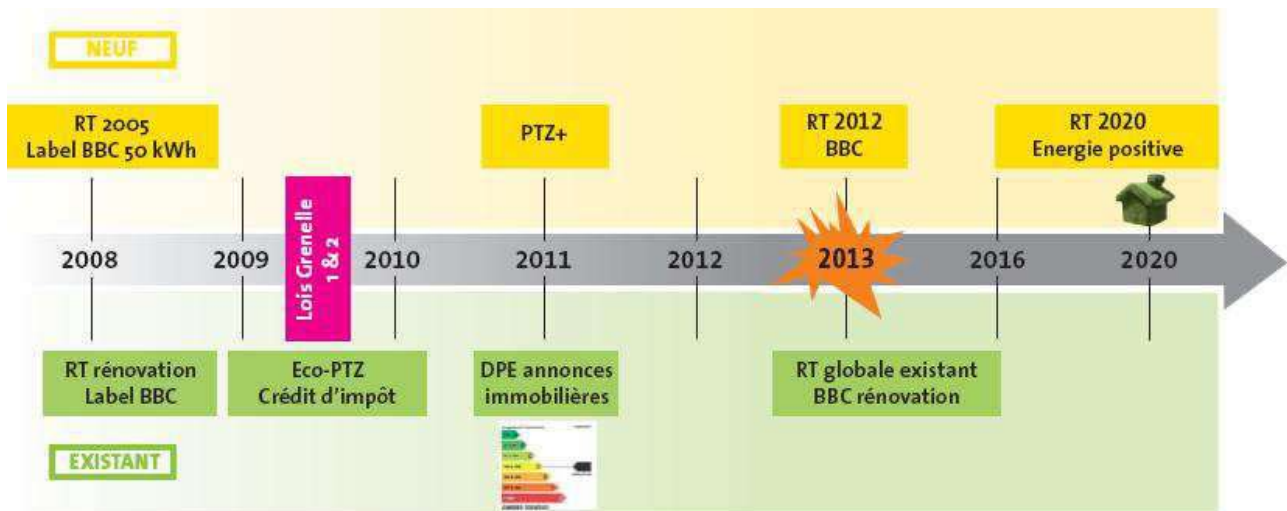 NEUF
RT 2005
Label BBC 50 kWh
PTZ+
RT 2012
BBC
RT 2020
Energie positive
Lois Grenelle
1 & 2
2008
2009
2010
2011
2012
2013
2016
2020
RT rénovation
Label BBC
Eco-PTZ
Crédit d'impôt
DPE annonces
immobilières
RT globale existant
BBC rénovation
EXISTANT